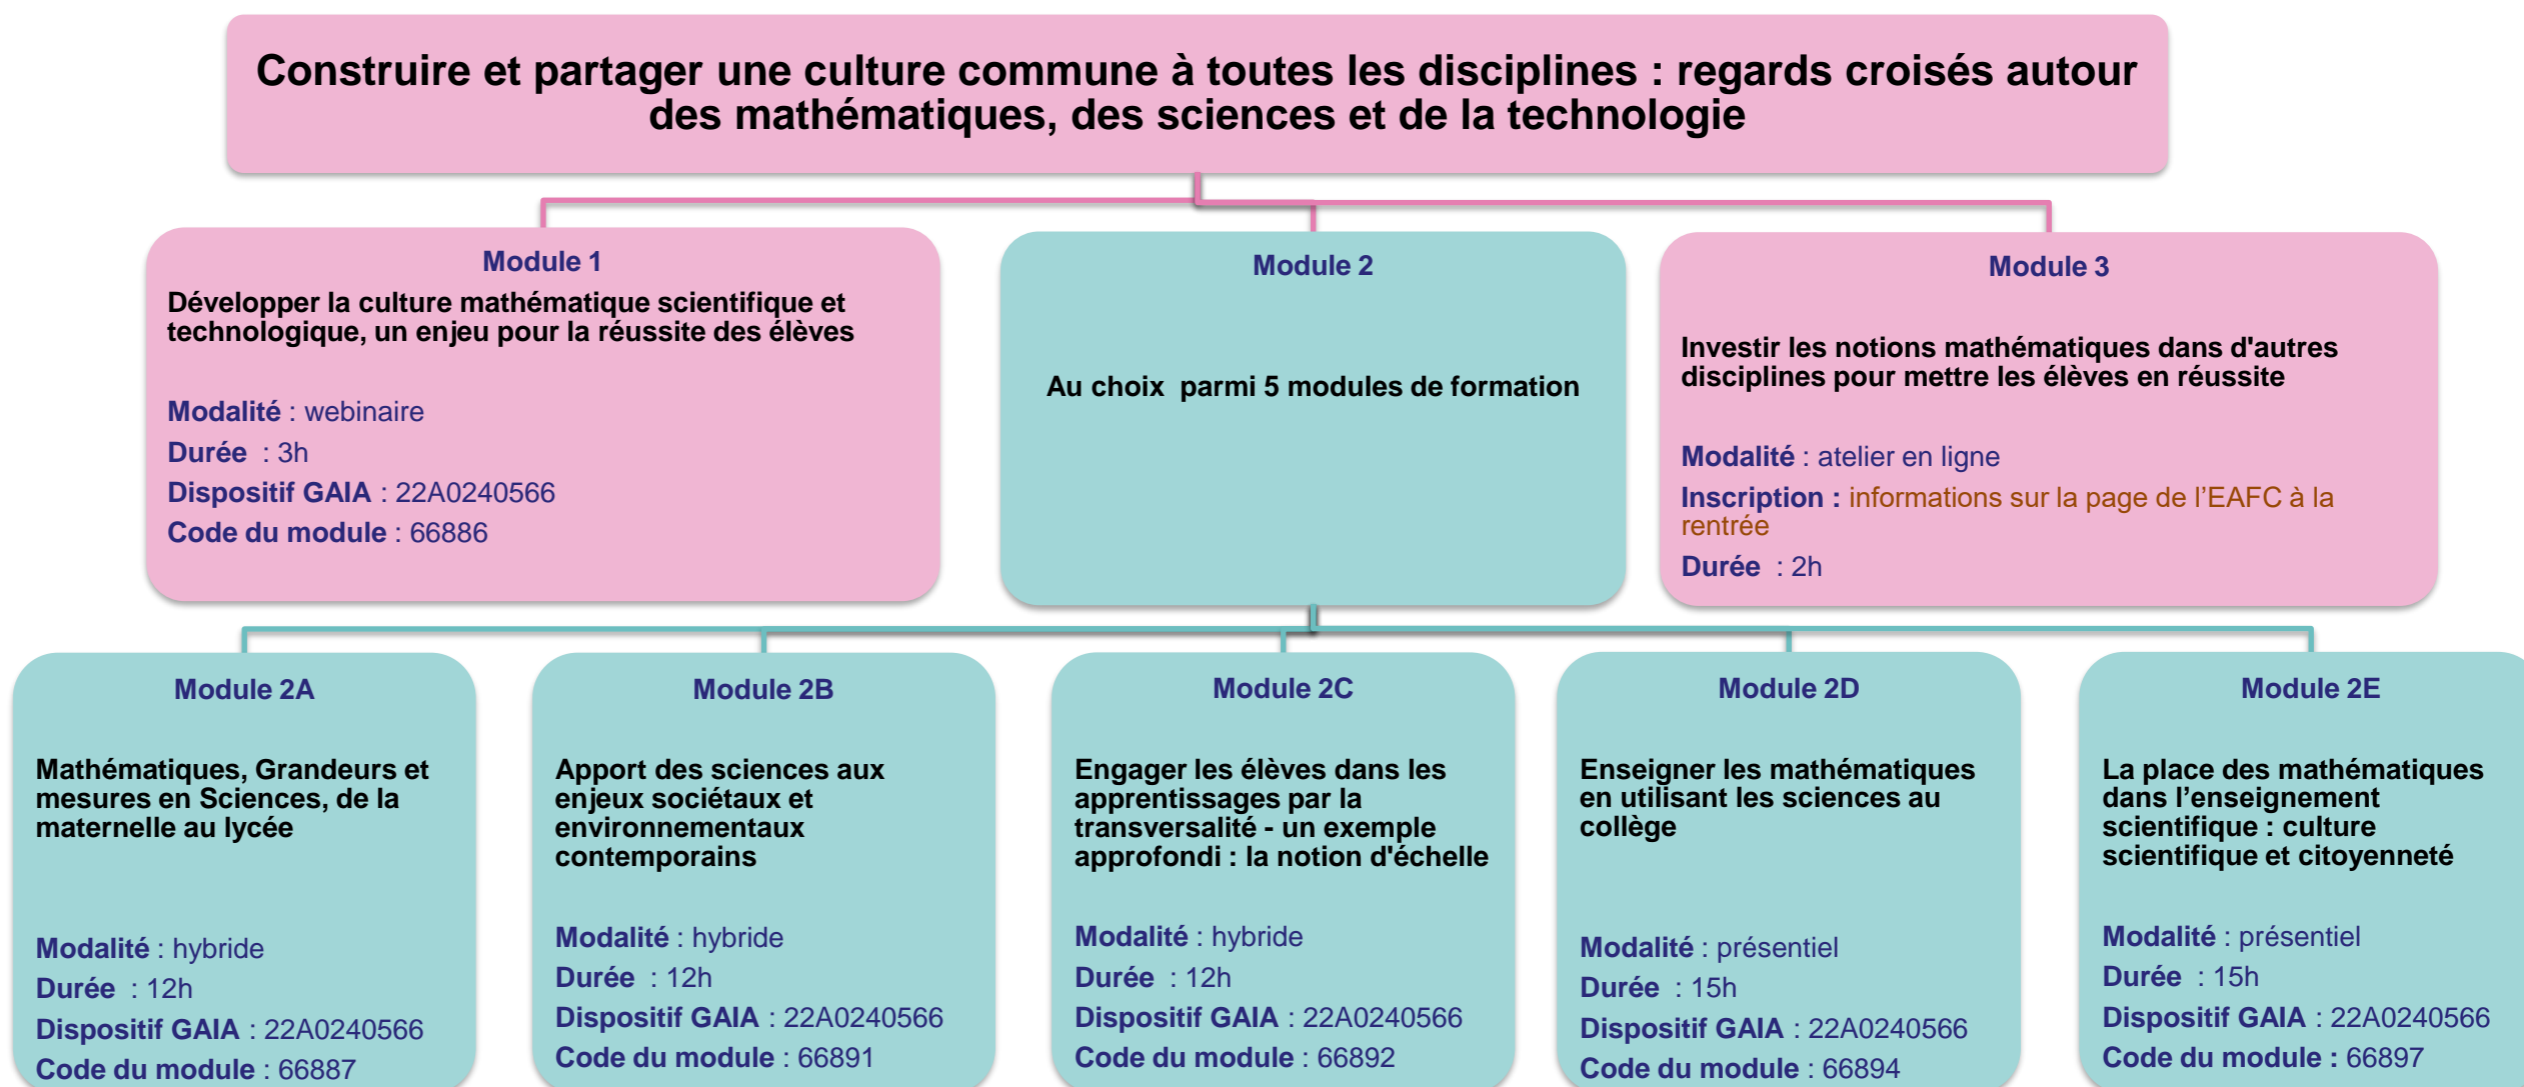 Construire et partager une culture commune à toutes les disciplines : regards croisés autour
des mathématiques, des sciences et de la technologie
Module 1
Développer la culture mathématique scientifique et
technologique, un enjeu pour la réussite des élèves
Modalité : webinaire
Durée : 3h
Dispositif GAIA : 22A0240566
Code du module : 66886
Module 2
Au choix parmi 5 modules de formation
Module 3
Investir les notions mathématiques dans d'autres
disciplines pour mettre les élèves en réussite
Modalité : atelier en ligne
Inscription : informations sur la page de l’EAFC à la
rentrée
Durée : 2h
Module 2A
Mathématiques, Grandeurs et
mesures en Sciences, de la
maternelle au lycée
Modalité : hybride
Durée : 12h
Dispositif GAIA : 22A0240566
Code du module : 66887
Module 2B
Apport des sciences aux
enjeux sociétaux et
environnementaux
contemporains
Modalité : hybride
Durée : 12h
Dispositif GAIA : 22A0240566
Code du module : 66891
Module 2C
Engager les élèves dans les
apprentissages par la
transversalité - un exemple
approfondi : la notion d'échelle
Modalité : hybride
Durée : 12h
Dispositif GAIA : 22A0240566
Code du module : 66892
Module 2D
Enseigner les mathématiques
en utilisant les sciences au
collège
Modalité : présentiel
Durée : 15h
Dispositif GAIA : 22A0240566
Code du module : 66894
Module 2E
La place des mathématiques
dans l’enseignement
scientifique : culture
scientifique et citoyenneté
Modalité : présentiel
Durée : 15h
Dispositif GAIA : 22A0240566
Code du module : 66897